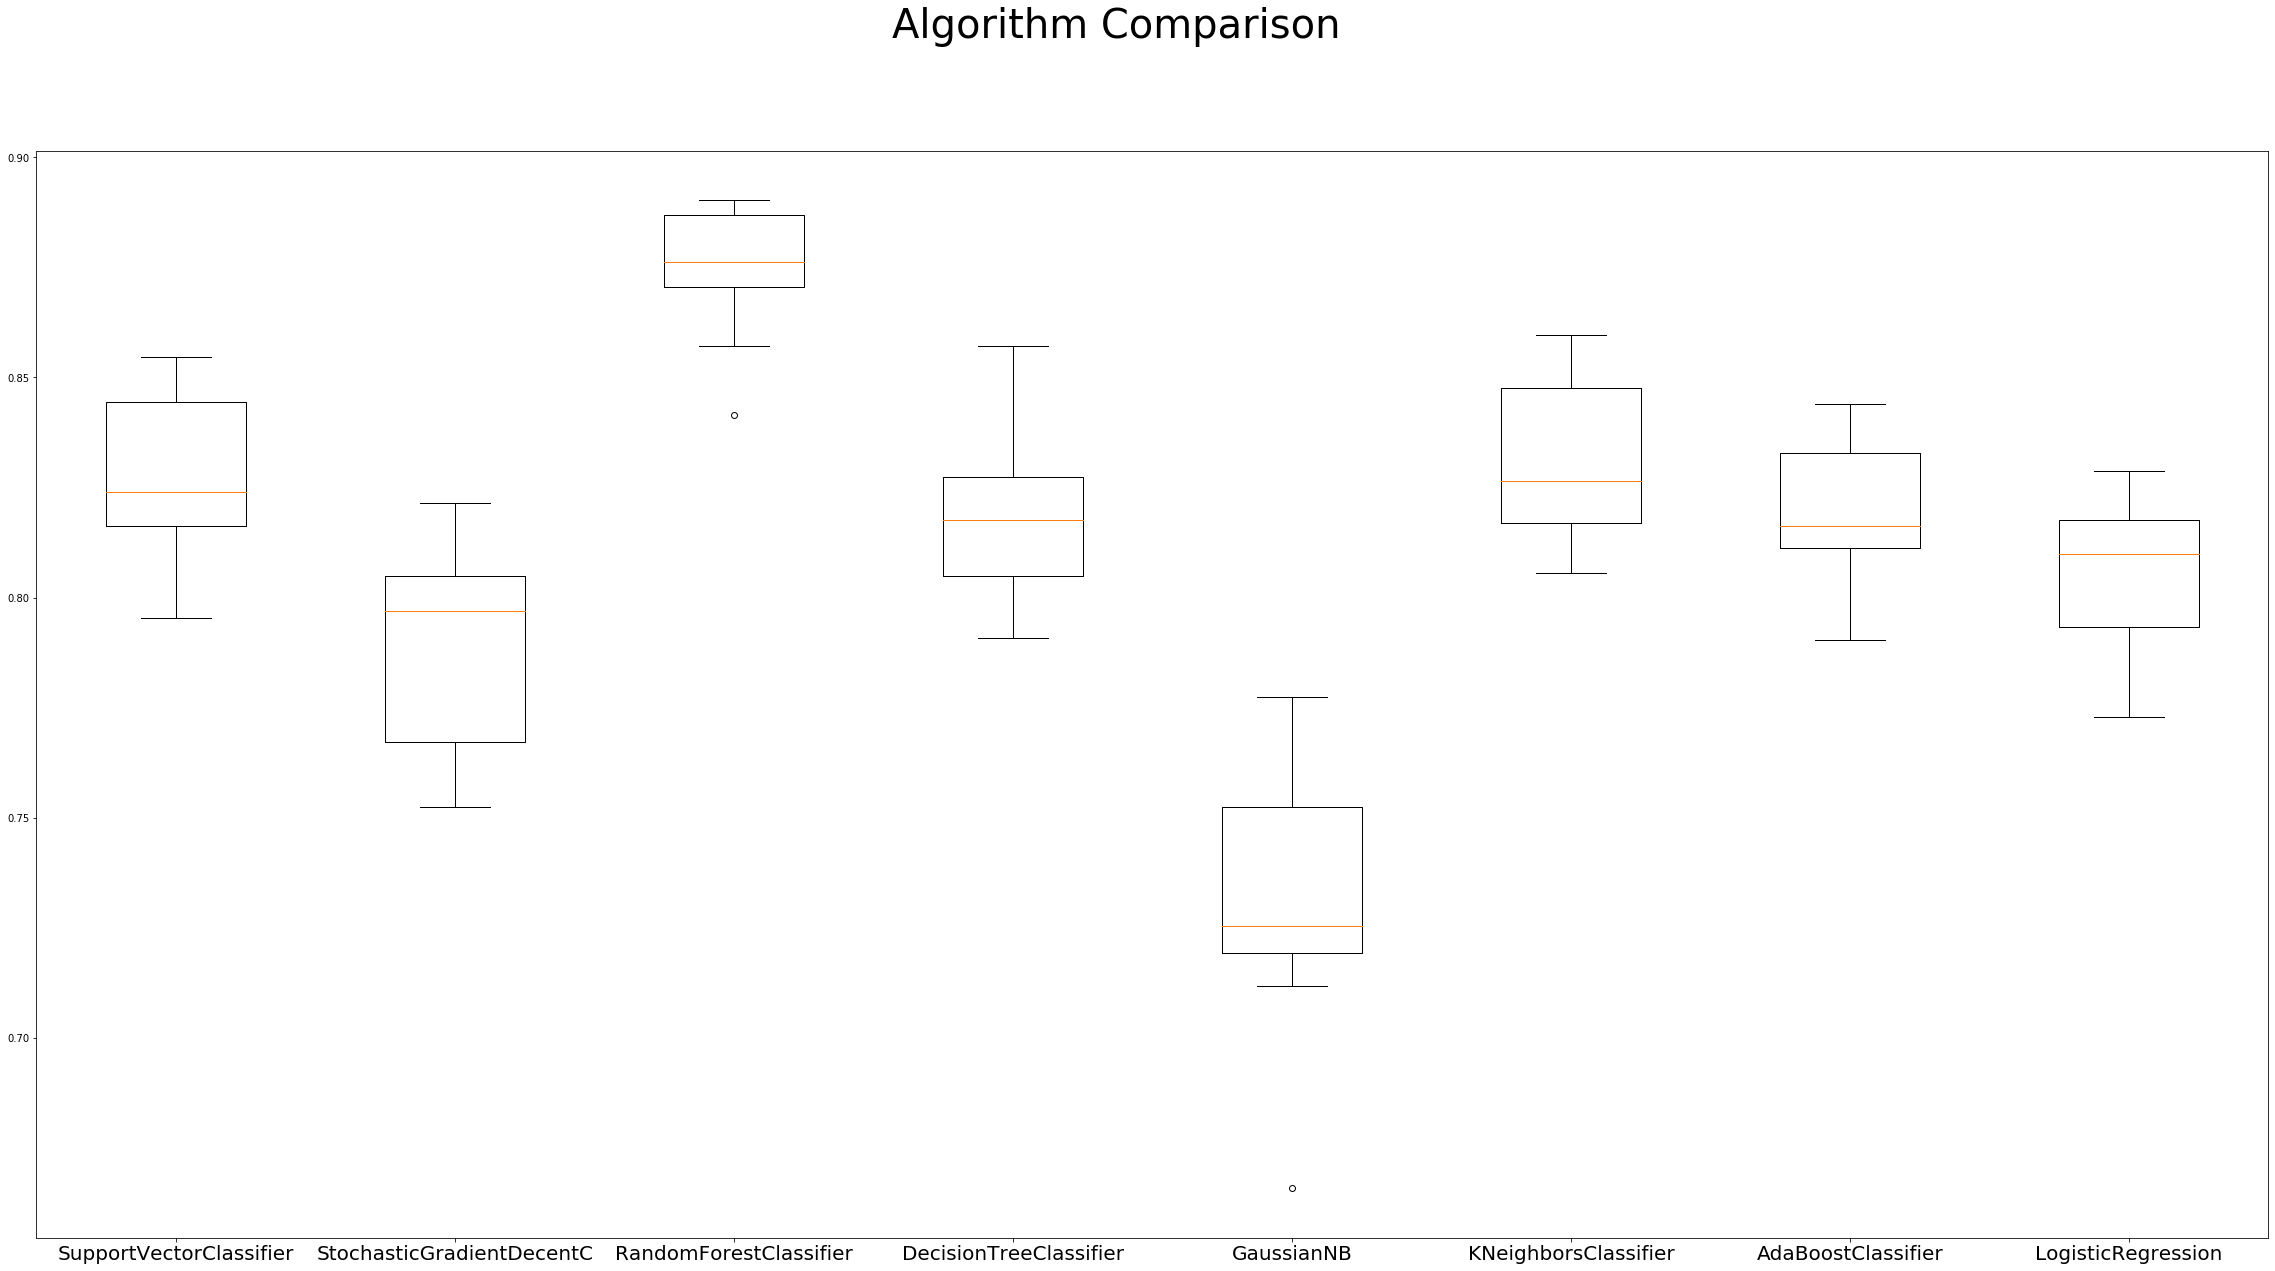 Algorithm Comparison
0.90
0.85
0.80
0.75
0.70
SupportVectorClassifier StochasticGradientDecentC RandomForestClassifier DecisionTreeClassifier GaussianNB KNeighborsClassifier AdaBoostClassifier LogisticRegression